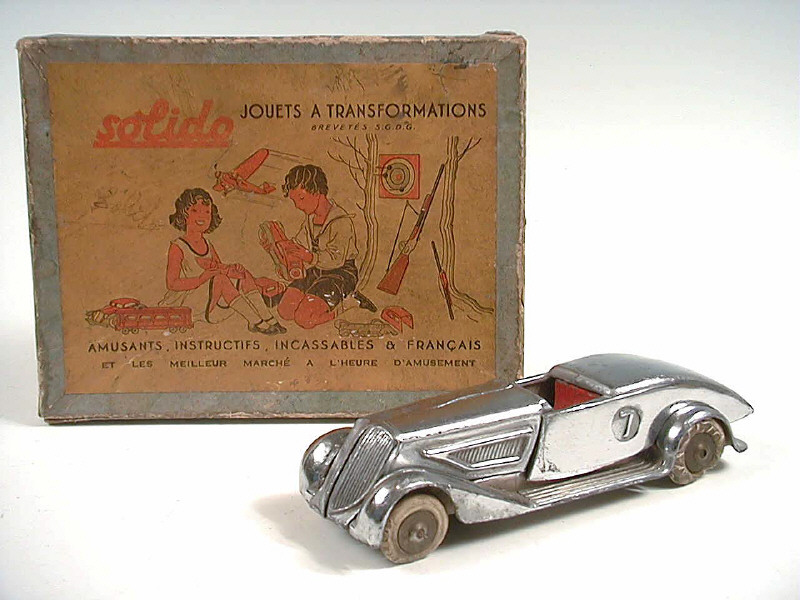 solido JOUETS A TRANSFORMATIONS
BREVETÉS S.G.D.G.
AMUSANTS, INSTRUCTIFS, INCASSABLES & FRANÇAIS
ET LES MEILLEUR MARCHÉ A L'HEURE D'AMUSEMENT
7